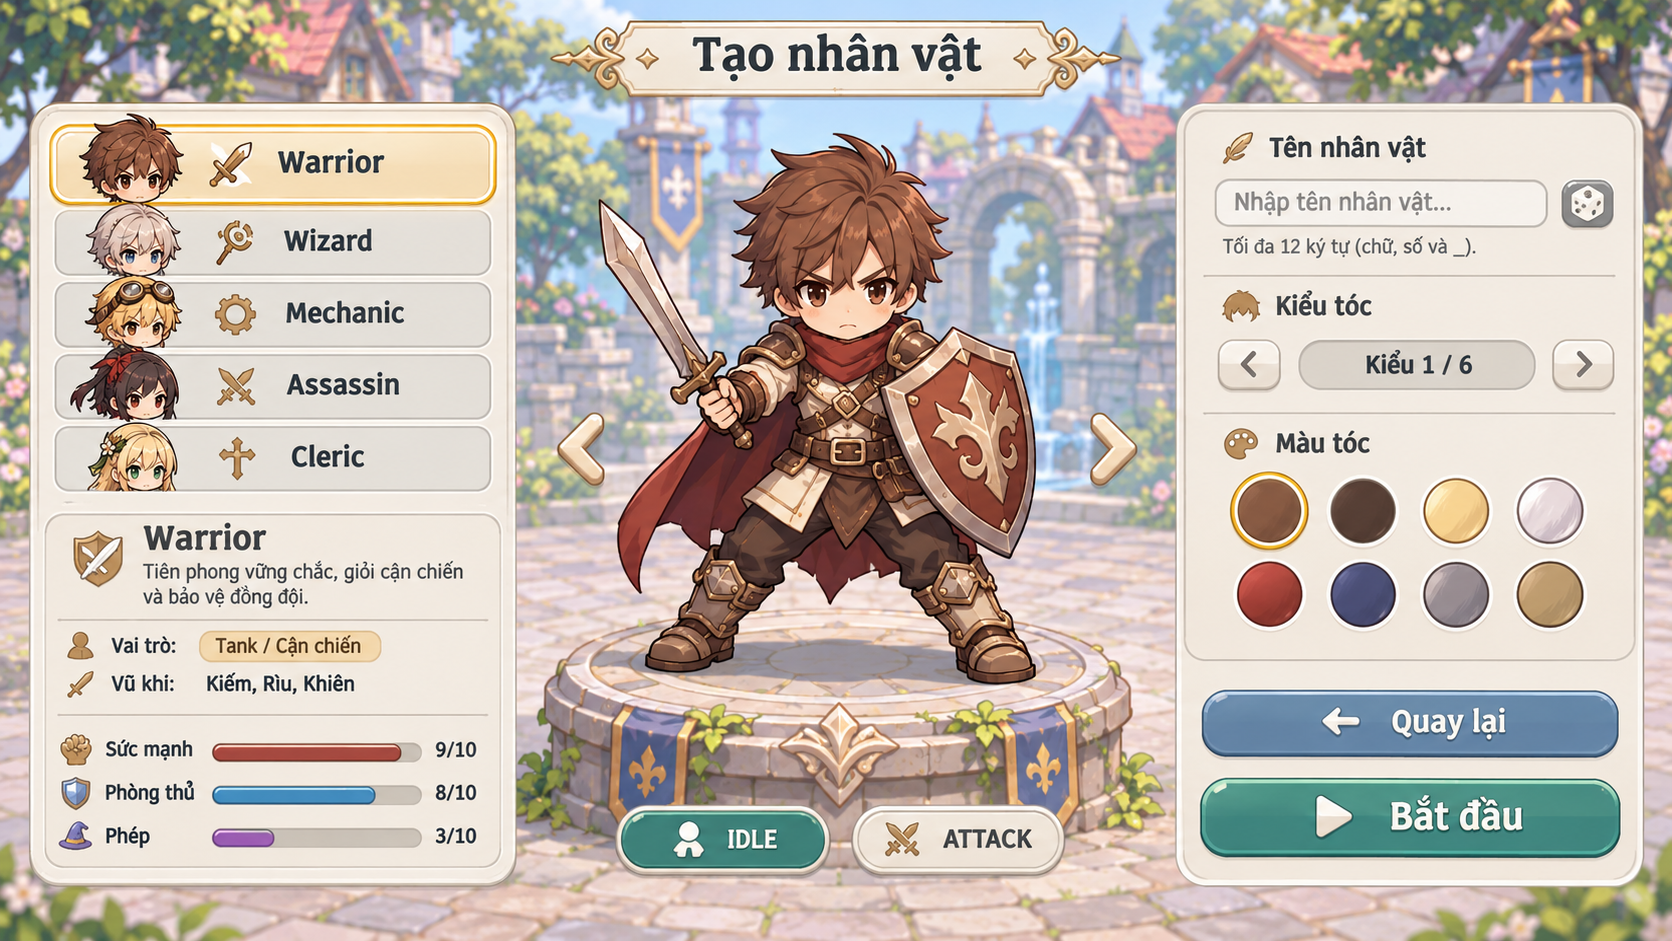 Tạo nhân vật
Warrior
Wizard
Mechanic
Assassin
Cleric
Warrior
Tiên phong vững chắc, giỏi cận chiến
và bảo vệ đồng đội.
Vai trò: Tank / Cận chiến
Vũ khí: Kiếm, Rìu, Khiên
Sức mạnh 9/10
Phòng thủ 8/10
Phép 3/10
IDLE
ATTACK
Tên nhân vật
Nhập tên nhân vật...
Tối đa 12 ký tự (chữ, số và _).
Kiểu tóc
Kiểu 1 / 6
Màu tóc
Quay lại
Bắt đầu